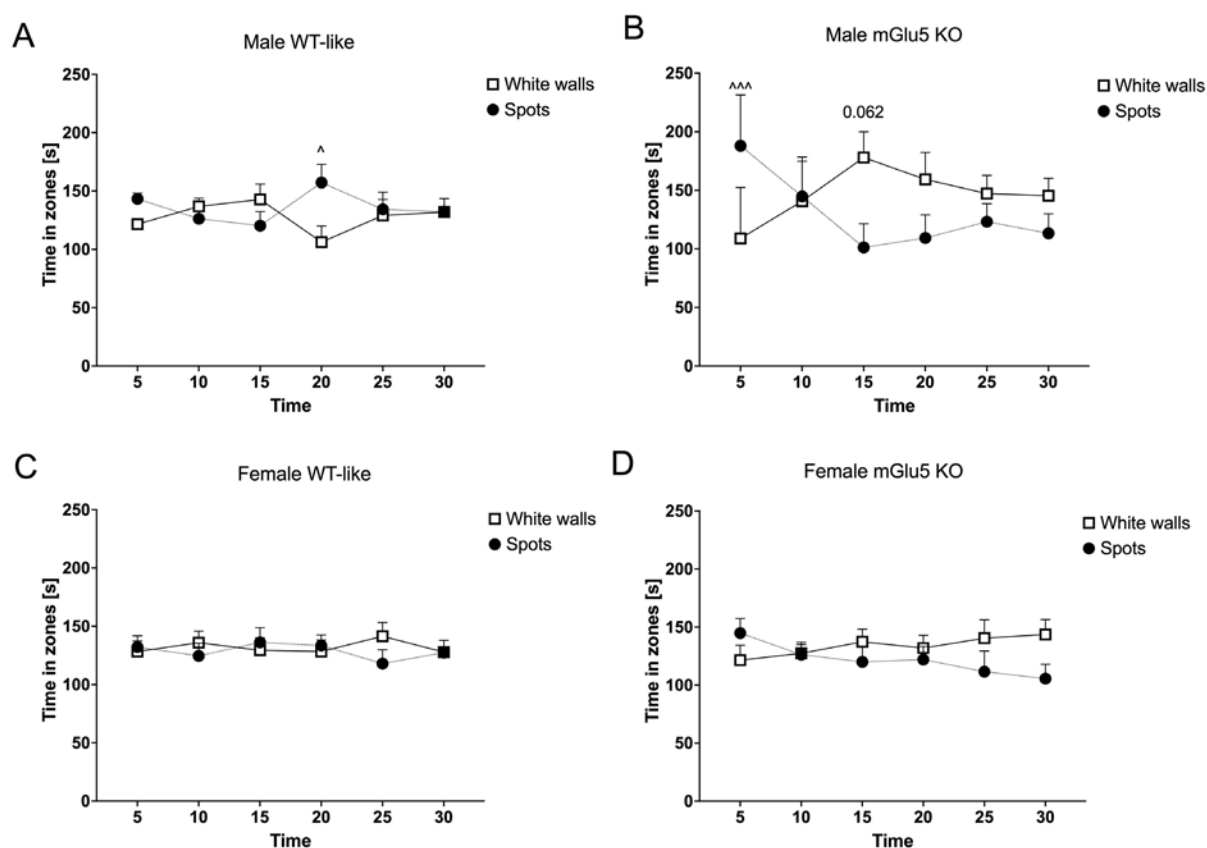 A
Male WT-like
White walls
Spots
Time in zones [s]
250
200
150
100
50
0
^
5 10 15 20 25 30
Time
B
Male mGlu5 KO
White walls
Spots
Time in zones [s]
250
200
150
100
50
0
^^^
0.062
5 10 15 20 25 30
Time
C
Female WT-like
White walls
Spots
Time in zones [s]
250
200
150
100
50
0
5 10 15 20 25 30
Time
D
Female mGlu5 KO
White walls
Spots
Time in zones [s]
250
200
150
100
50
0
5 10 15 20 25 30
Time